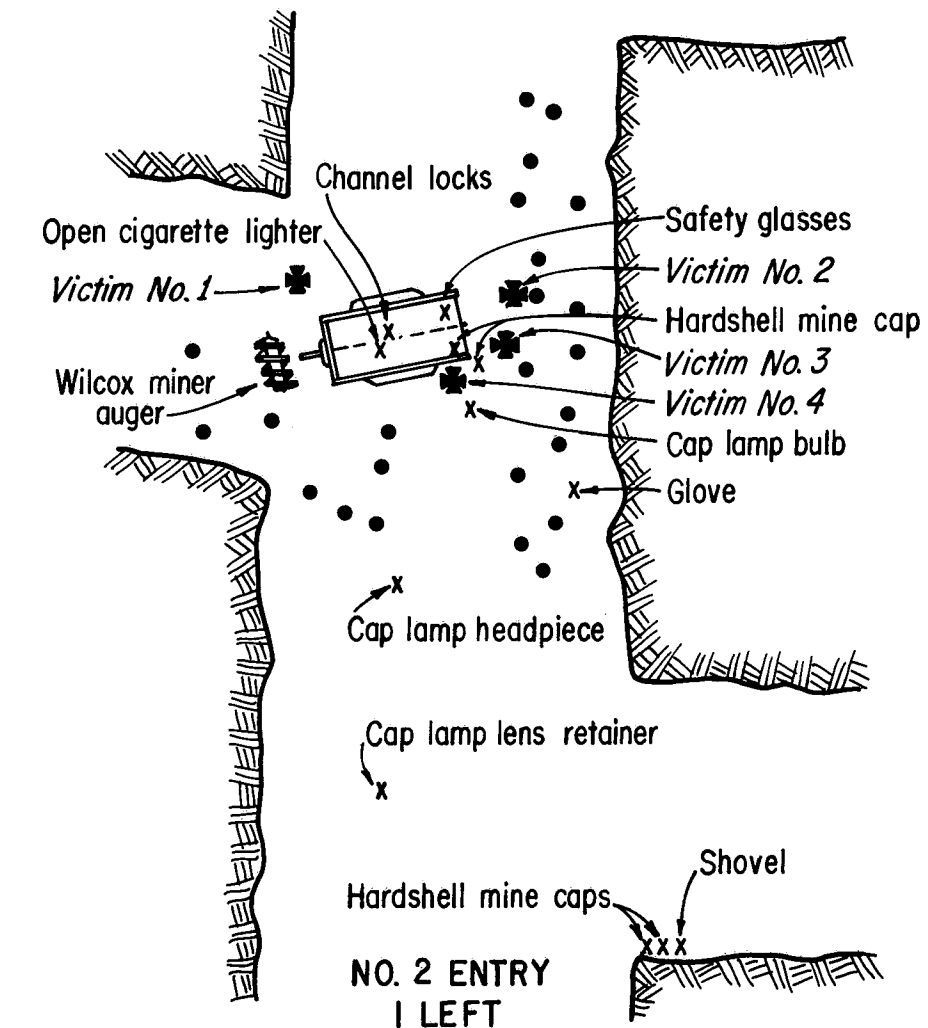 Channel locks
Open cigarette lighter
Victim No. 1
Wilcox miner
auger
Safety glasses
Victim No. 2
Hardshell mine cap
Victim No. 3
Victim No. 4
Cap lamp bulb
Glove
Cap lamp headpiece
Cap lamp lens retainer
Shovel
Hardshell mine caps
NO. 2 ENTRY
1 LEFT